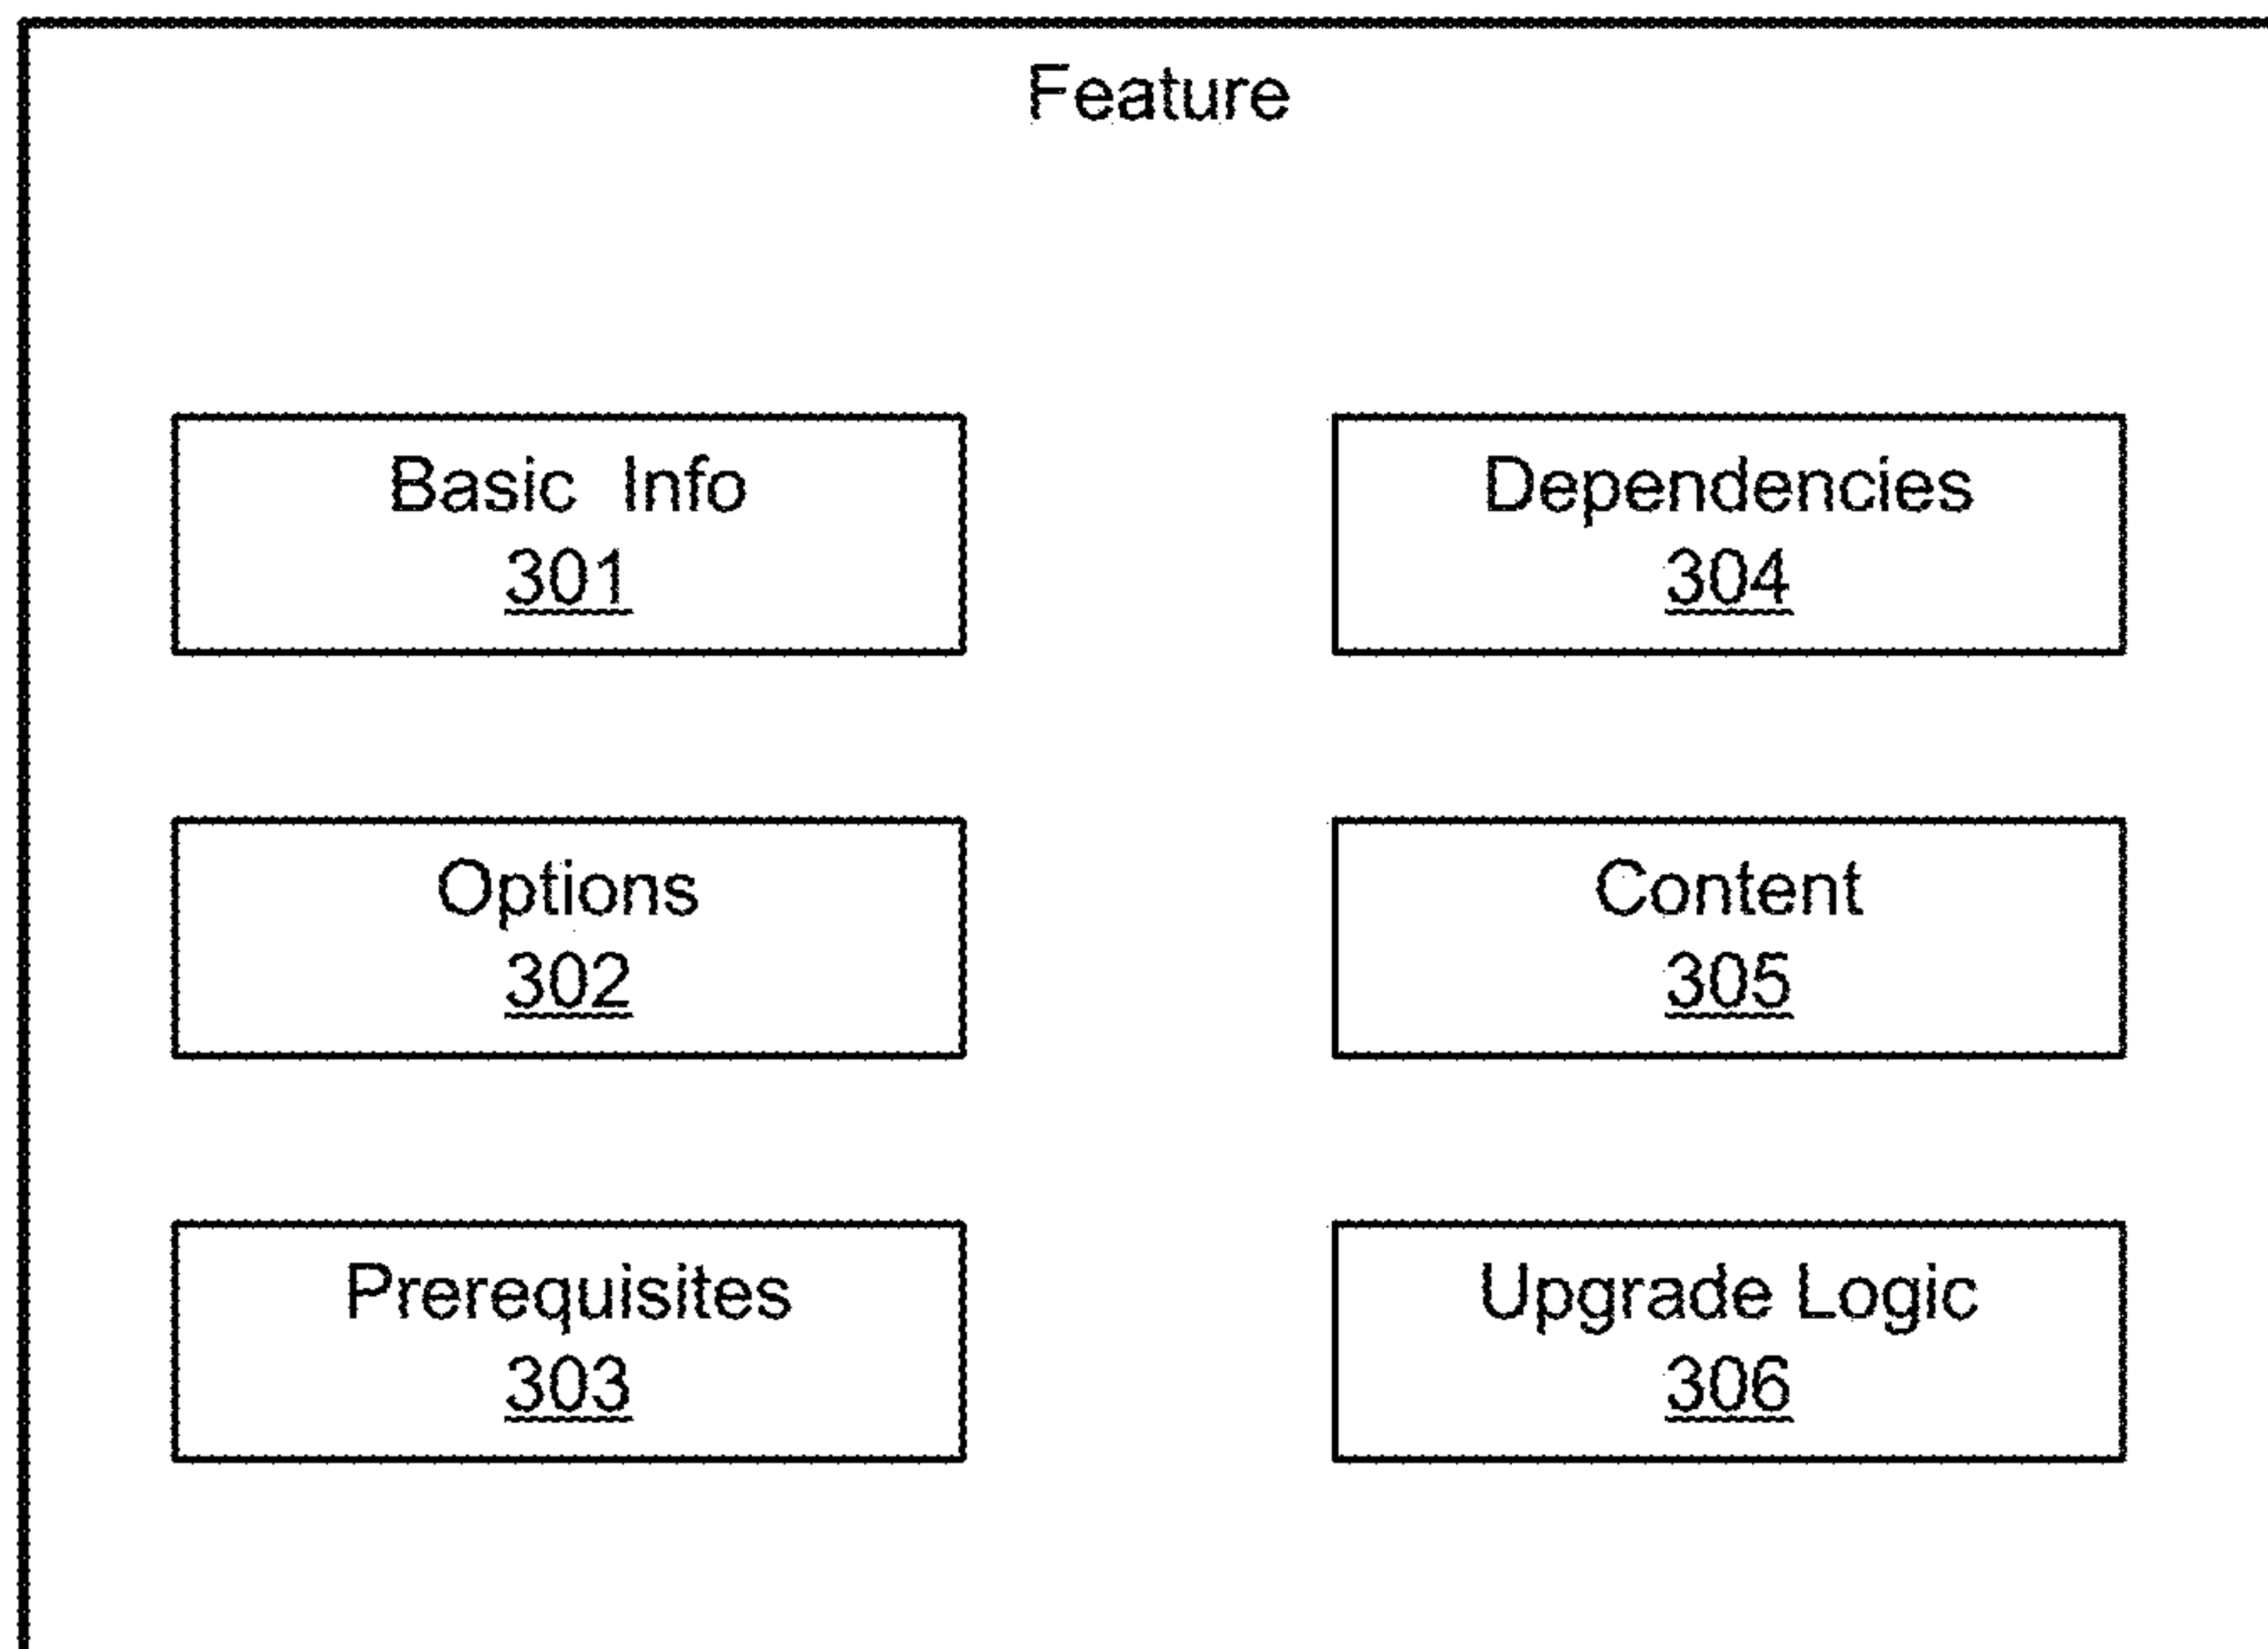 Feature
Basic Info
301
Dependencies
304
Options
302
Content
305
Prerequisites
303
Upgrade Logic
306